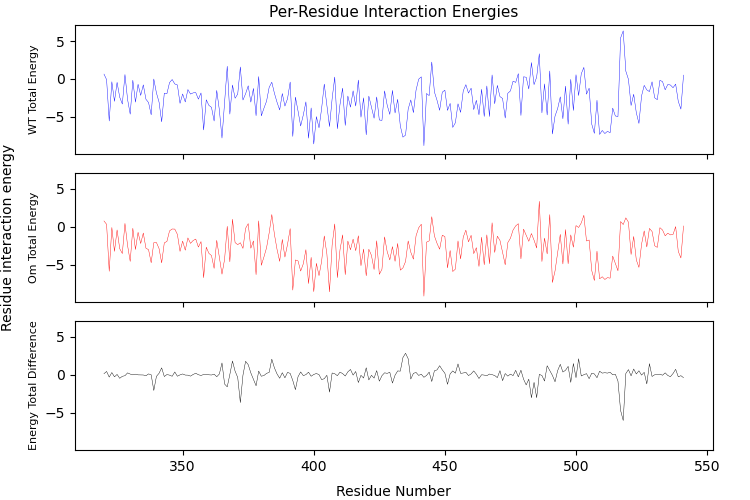 Per-Residue Interaction Energies
Residue interaction energy
WT Total Energy
5
0
−5
Om Total Energy
5
0
−5
Energy Total Difference
5
0
−5
350 400 450 500 550
Residue Number